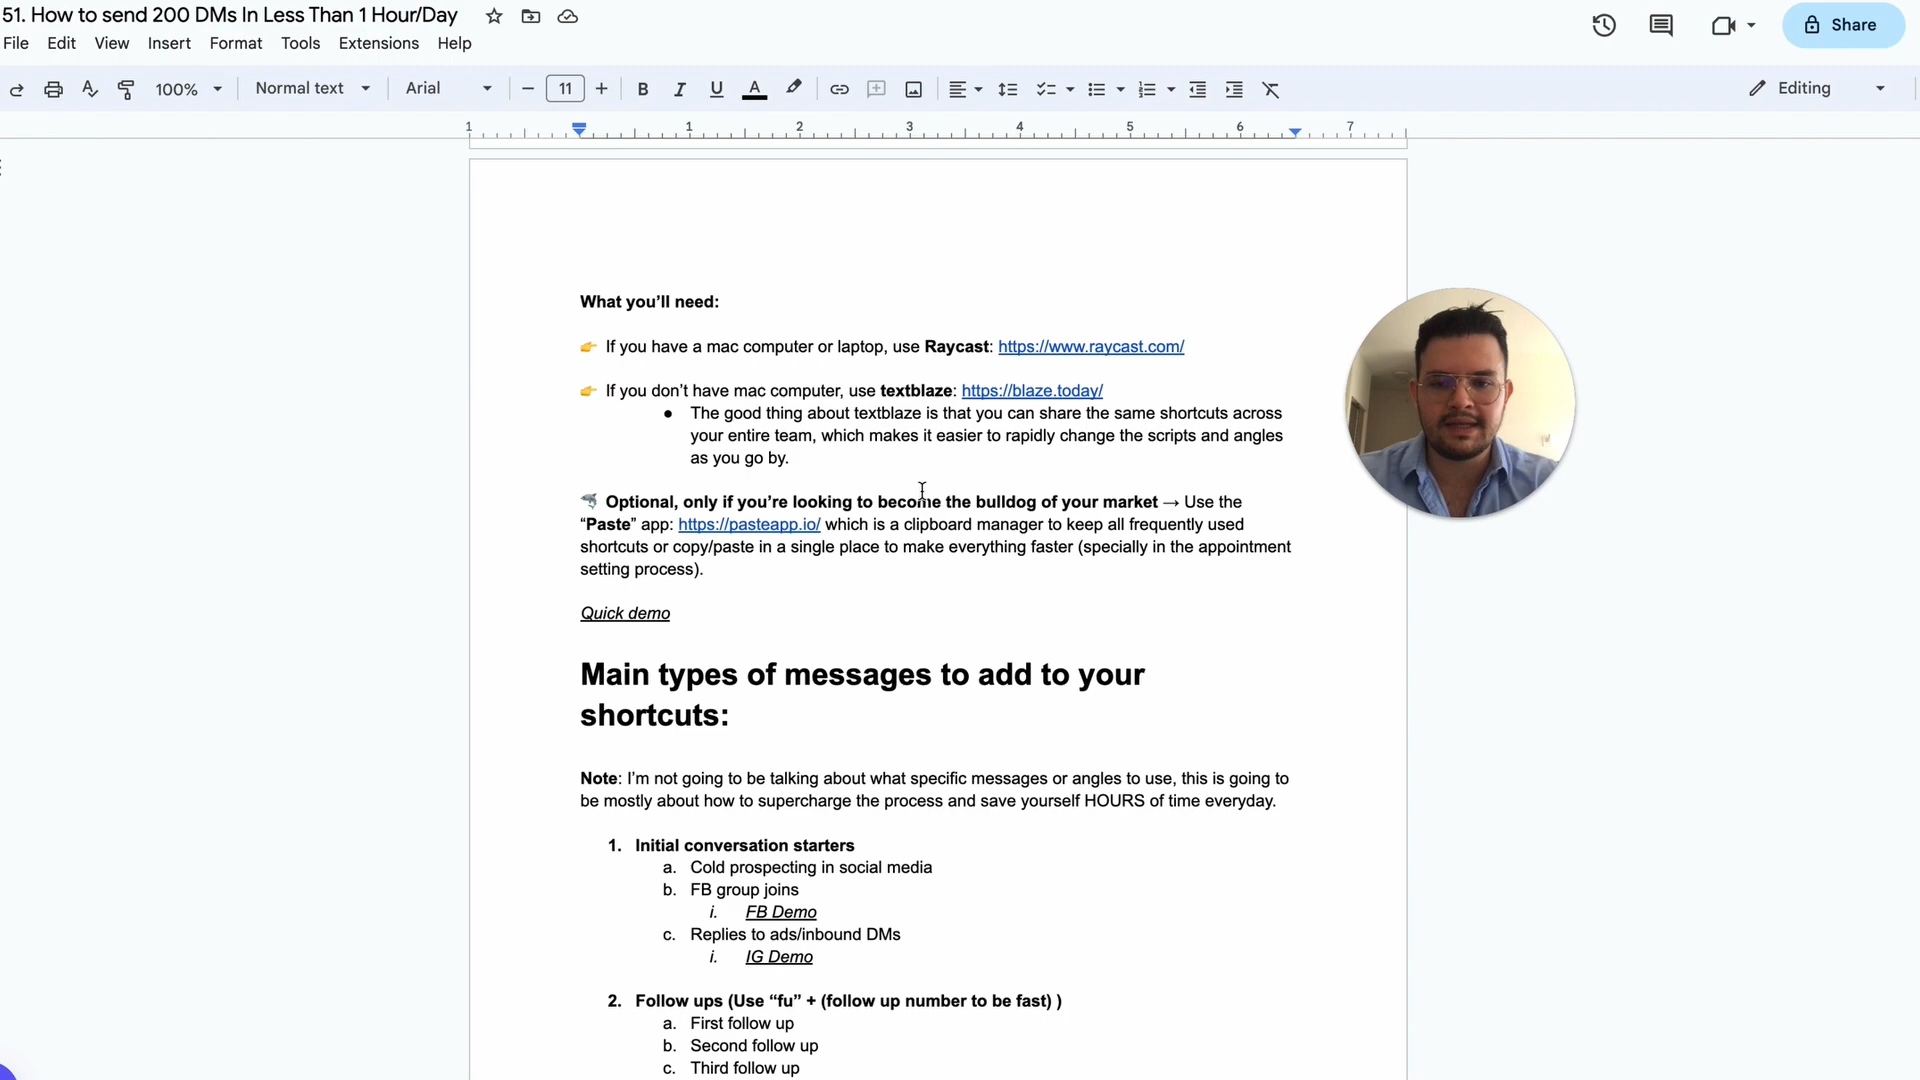 51. How to send 200 DMs In Less Than 1 Hour/Day
File Edit View Insert Format Tools Extensions Help
Share
100% Normal text Arial 11 B I U A Editing
1 1 2 3 4 5 6 7
What you’ll need:
👉 If you have a mac computer or laptop, use Raycast: https://www.raycast.com/
👉 If you don’t have mac computer, use textblaze: https://blaze.today/
● The good thing about textblaze is that you can share the same shortcuts across
your entire team, which makes it easier to rapidly change the scripts and angles
as you go by.
🦈 Optional, only if you’re looking to become the bulldog of your market → Use the
“Paste” app: https://pasteapp.io/ which is a clipboard manager to keep all frequently used
shortcuts or copy/paste in a single place to make everything faster (specially in the appointment
setting process).
Quick demo
Main types of messages to add to your
shortcuts:
Note: I’m not going to be talking about what specific messages or angles to use, this is going to
be mostly about how to supercharge the process and save yourself HOURS of time everyday.
1. Initial conversation starters
a. Cold prospecting in social media
b. FB group joins
i. FB Demo
c. Replies to ads/inbound DMs
i. IG Demo
2. Follow ups (Use “fu” + (follow up number to be fast) )
a. First follow up
b. Second follow up
c. Third follow up